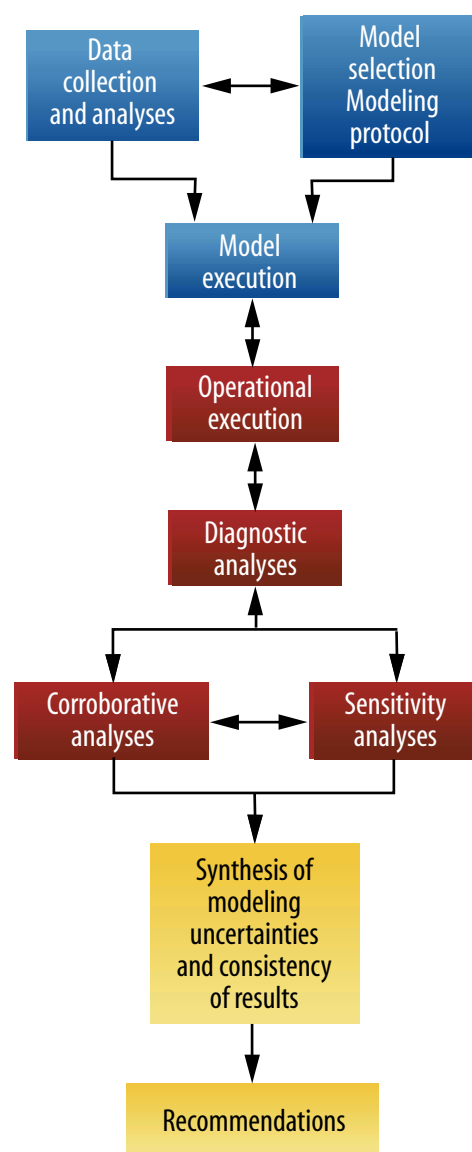 Data
collection
and analyses
Model
selection
Modeling
protocol
Model
execution
Operational
execution
Diagnostic
analyses
Corroborative
analyses
Sensitivity
analyses
Synthesis of
modeling
uncertainties
and consistency
of results
Recommendations